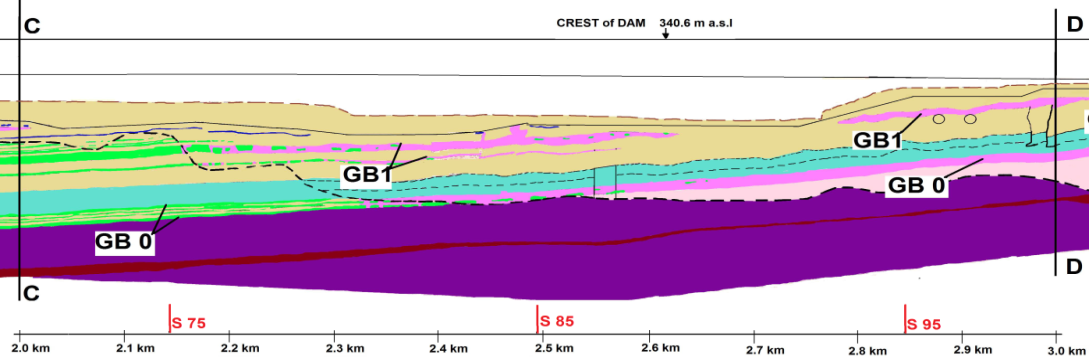 C
CREST of DAM 340.6 m a.s.l
D
GB1
GB1
GB 0
GB 0
C
D
S 75
S 85
S 95
2.0 km
2.1 km
2.2 km
2.3 km
2.4 km
2.5 km
2.6 km
2.7 km
2.8 km
2.9 km
3.0 km